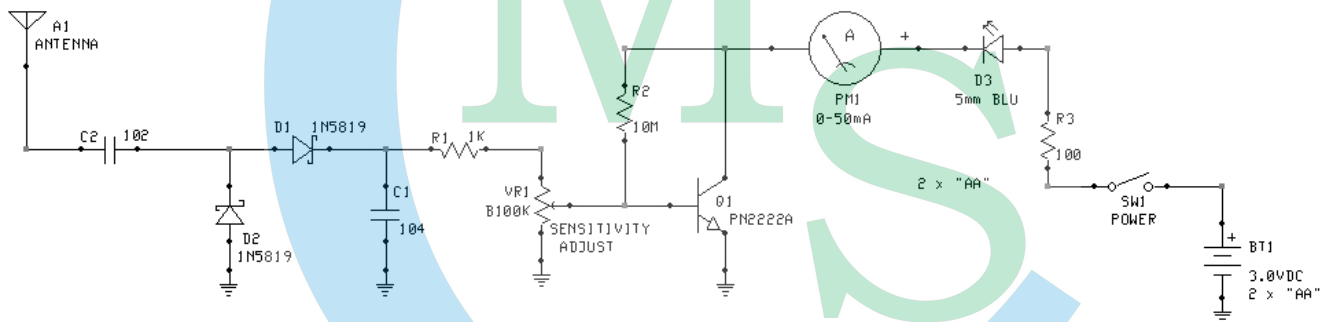 A1
ANTENNA
C2 102
D1 1N5819
D2
1N5819
C1
104
R1 1K
VR1
B100K
SENSITIVITY
ADJUST
R2
10M
Q1
PN2222A
A
+
PM1
0-50mA
D3
5mm BLU
R3
100
2 x "AA"
SW1
POWER
+
BT1
3.0VDC
2 x "AA"
CMS